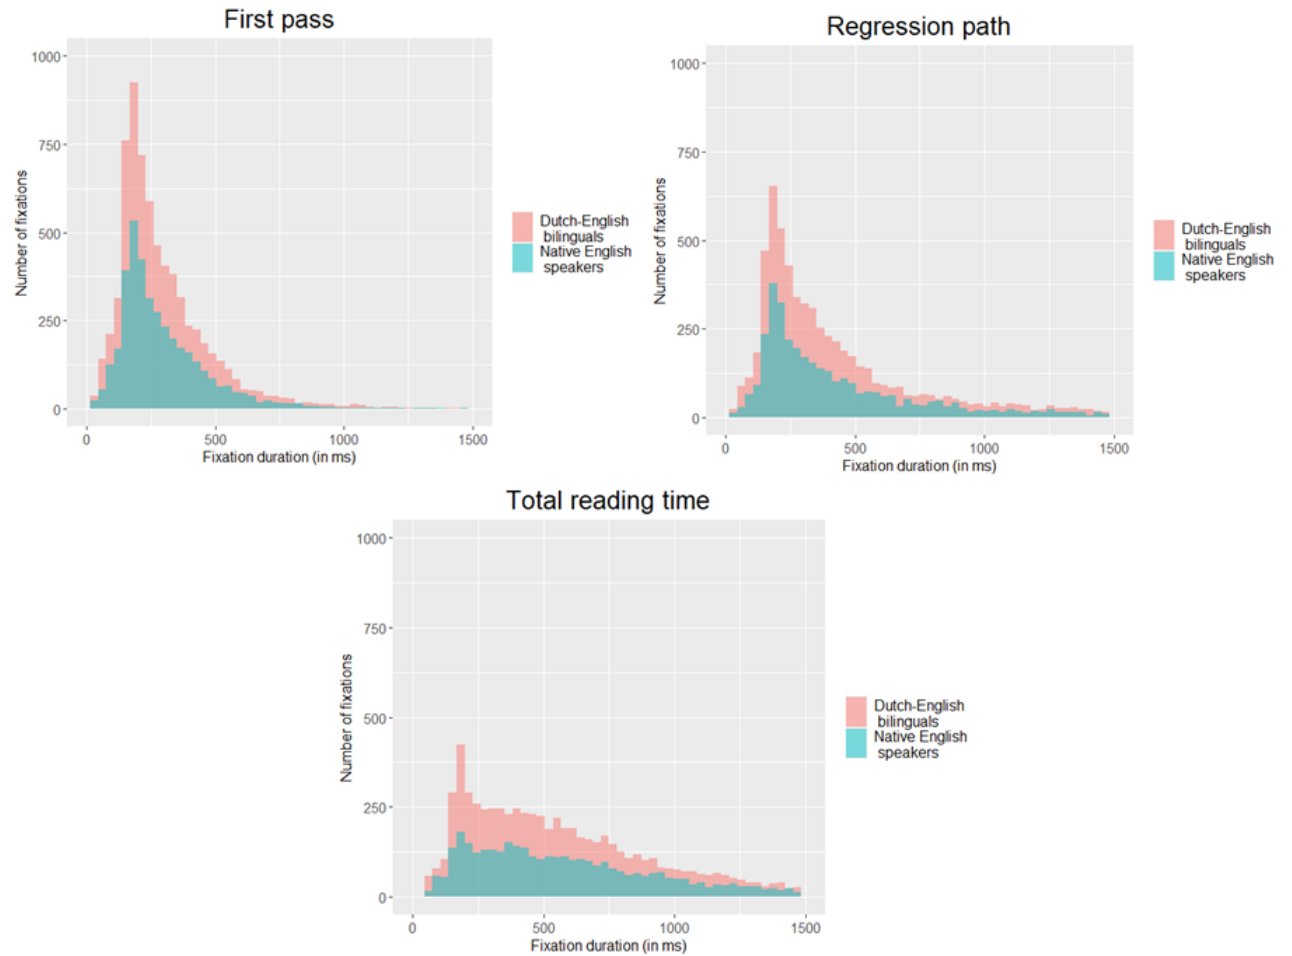 First pass
1000
750
500
250
0
Number of fixations
0 500 1000 1500
Fixation duration (in ms)
Dutch-English
bilinguals
Native English
speakers
Regression path
1000
750
500
250
0
Number of fixations
0 500 1000 1500
Fixation duration (in ms)
Dutch-English
bilinguals
Native English
speakers
Total reading time
1000
750
500
250
0
Number of fixations
0 500 1000 1500
Fixation duration (in ms)
Dutch-English
bilinguals
Native English
speakers